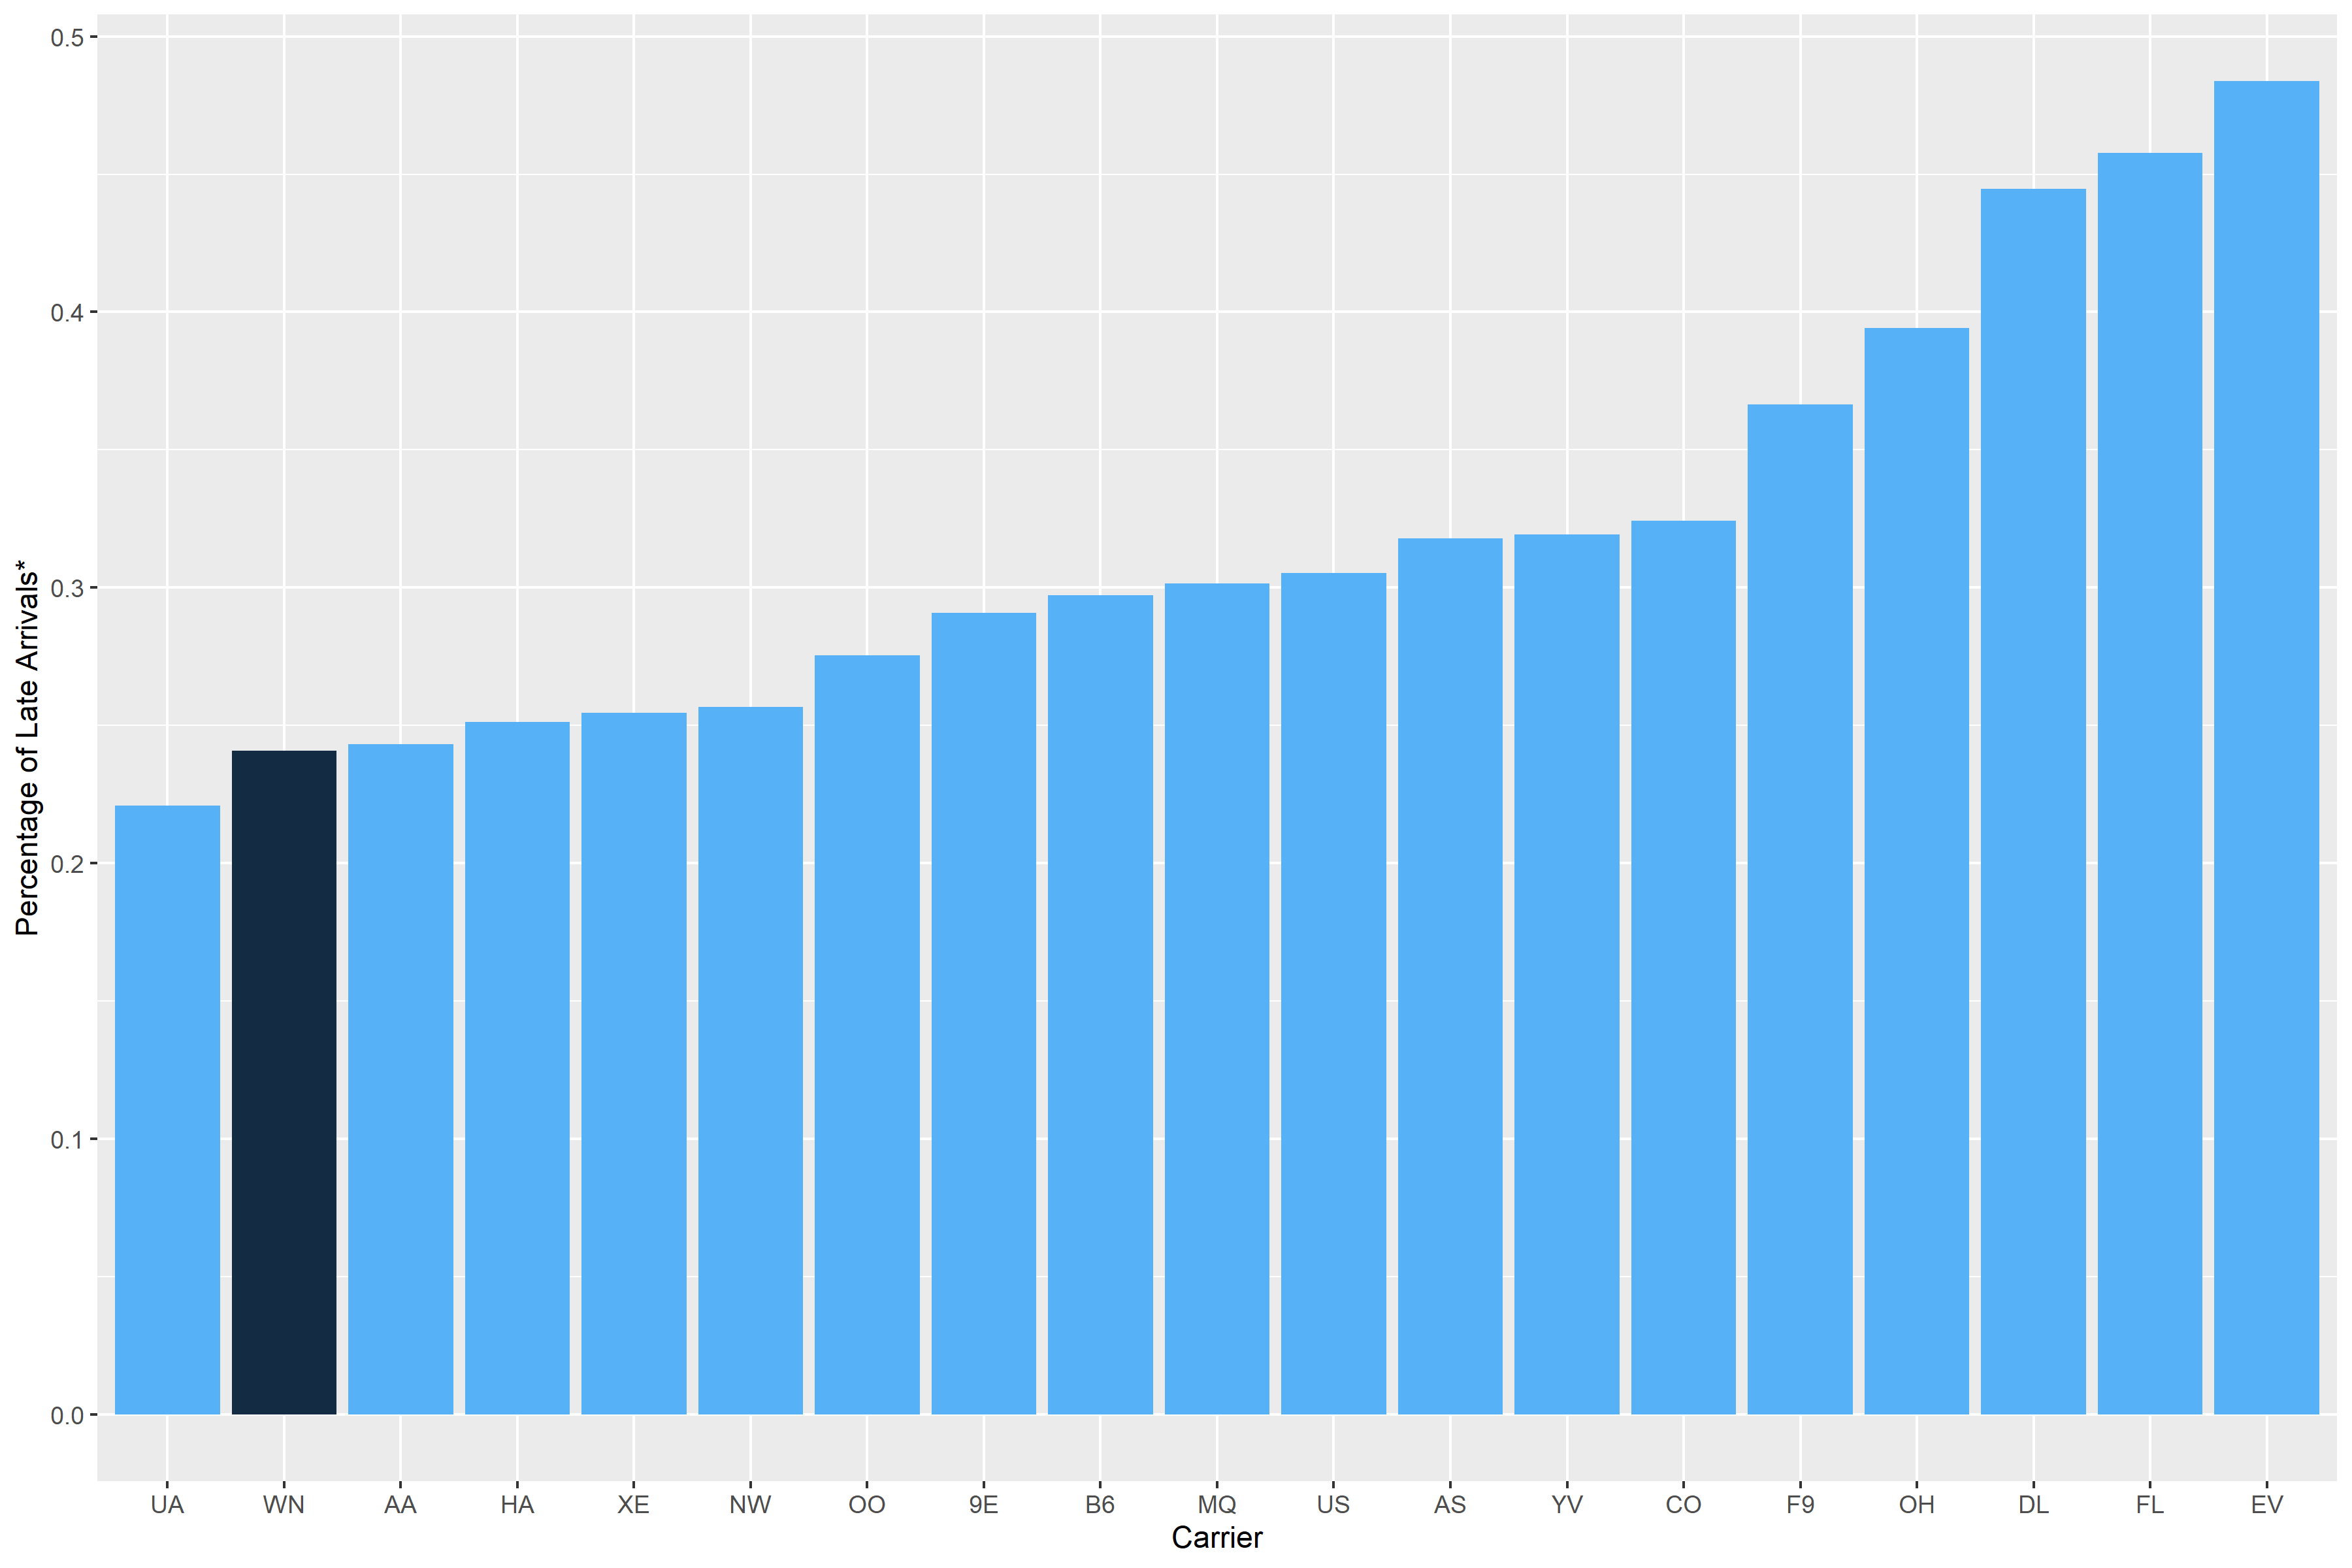 Percentage of Late Arrivals*
0.5
0.4
0.3
0.2
0.1
0.0
UA WN AA HA XE NW OO 9E B6 MQ US AS YV CO F9 OH DL FL EV
Carrier